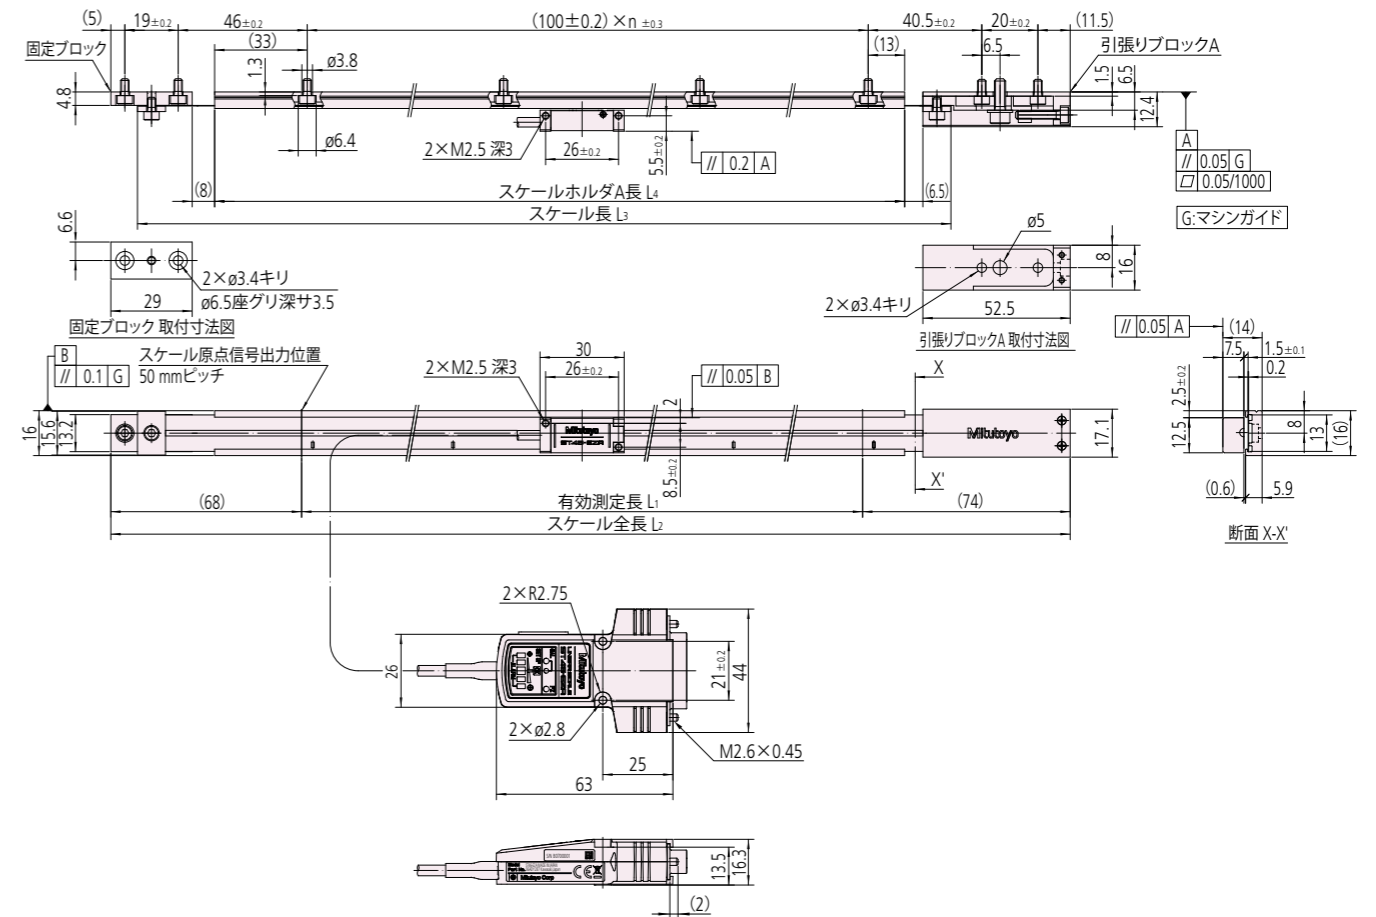 (5)
19±0.2
46±0.2
(100±0.2)×n ±0.3
40.5±0.2
20±0.2
(11.5)
固定ブロック
(33)
1.3
ø3.8
(13)
6.5
引張りブロックA
4.8
1.5
6.5
12.4
ø6.4
2×M2.5 深3
26±0.2
5.5±0.2
// 0.2 A
A
// 0.05 G
⏥ 0.05/1000
(8)
スケールホルダA長 L4
(6.5)
スケール長 L3
G:マシンガイド
6.6
2×ø3.4キリ
ø6.5座グリ深サ3.5
29
固定ブロック 取付寸法図
ø5
8
16
2×ø3.4キリ
52.5
引張りブロックA 取付寸法図
// 0.05 A
(14)
B
// 0.1 G
スケール原点信号出力位置
50 mmピッチ
2×M2.5 深3
30
26±0.2
// 0.05 B
X
7.5
1.5±0.1
0.2
2
2.5±0.2
16
15.6
13.2
Mitutoyo
Mitutoyo
17.1
12.5
8
13
(16)
8.5±0.2
X'
(68)
有効測定長 L1
(74)
スケール全長 L2
(0.6)
5.9
断面 X-X'
2×R2.75
26
Mitutoyo
21±0.2
44
2×ø2.8
M2.6×0.45
25
63
Mitutoyo Corp
CE
13.5
16.3
(2)